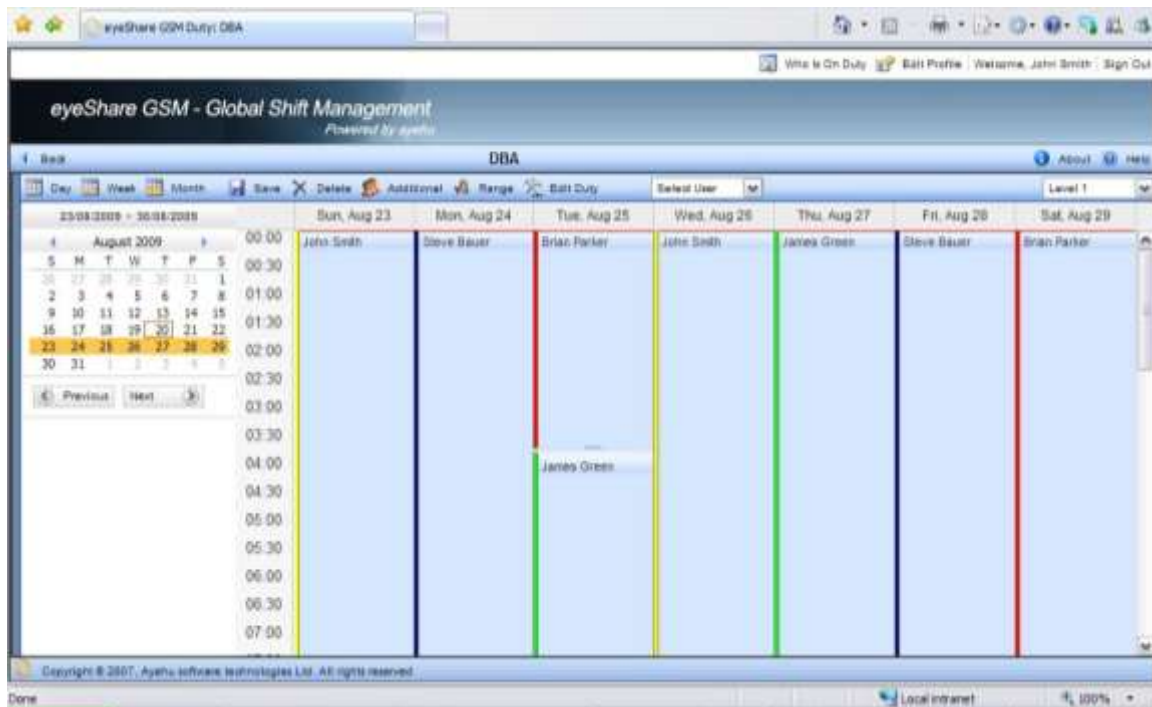 eyeShare GSM Duty: DBA
Who Is On Duty Edit Profile Welcome, John Smith Sign Out
eyeShare GSM - Global Shift Management
Powered by ayehu
Back DBA About Help
Day Week Month Save Delete Additional Range Edit Duty Select User Level 1
23/08/2009 - 30/08/2009 Sun, Aug 23 Mon, Aug 24 Tue, Aug 25 Wed, Aug 26 Thu, Aug 27 Fri, Aug 28 Sat, Aug 29
August 2009
S M T W T F S
26 27 28 29 30 31 1
2 3 4 5 6 7 8
9 10 11 12 13 14 15
16 17 18 19 20 21 22
23 24 25 26 27 28 29
30 31 1 2 3 4 5
Previous Next
00:00 John Smith Steve Bauer Brian Parker John Smith James Green Steve Bauer Brian Parker
00:30
01:00
01:30
02:00
02:30
03:00
03:30
04:00 James Green
04:30
05:00
05:30
06:00
06:30
07:00
Copyright © 2007, Ayehu software technologies Ltd. All rights reserved
Done Local intranet 100%